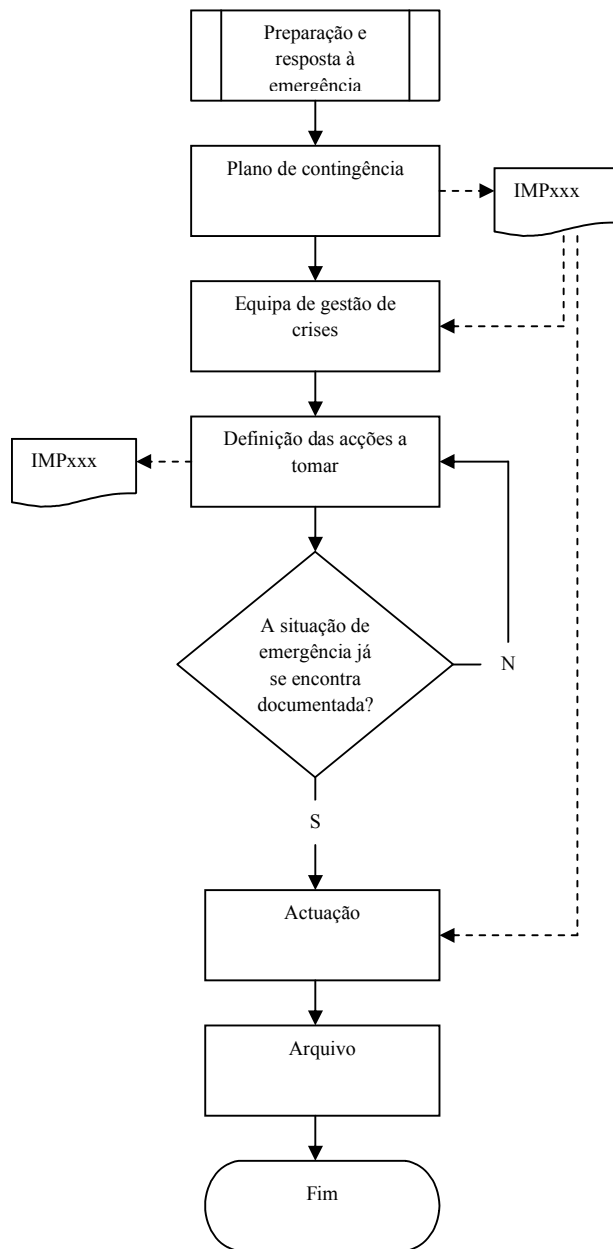 Preparação e
resposta à
emergência
Plano de contingência
IMPxxx
Equipa de gestão de
crises
Definição das acções a
tomar
IMPxxx
A situação de
emergência já
se encontra
documentada?
N
S
Actuação
Arquivo
Fim